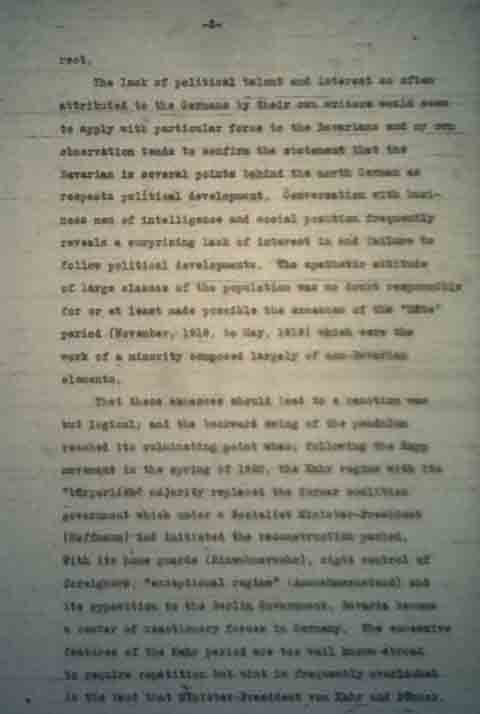 -2-
rect.
The lack of political talent and interest so often
attributed to the Germans by their own writers would seem
to apply with particular force to the Bavarians and my own
observation tends to confirm the statement that the
Bavarian is several points behind the north German as
respects political development. Conversation with busi-
ness men of intelligence and social position frequently
reveals a surprising lack of interest in and failure to
follow political developments. The apathetic attitude
of large classes of the population was no doubt responsible
for or at least made possible the excesses of the "Räte"
period (November, 1918, to May, 1919) which were the
work of a minority composed largely of non-Bavarian
elements.
That these excesses should lead to a reaction was
but logical; and the backward swing of the pendulum
reached its culminating point when, following the Kapp
movement in the spring of 1920, the Kahr regime with its
"bürgerliche majority replaced the former coalition
government which under a Socialist Minister-President
(Hoffmann) had initiated the reconstruction period.
With its home guards (Einwohnerwehr), rigid control of
foreigners, "exceptional regime" (Ausnahmezustand) and
its opposition to the Berlin Government, Bavaria became
a center of reactionary forces in Germany. The excessive
features of the Kahr period are too well known abroad
to require repetition but what is frequently overlooked
is the fact that Minister-President von Kahr and